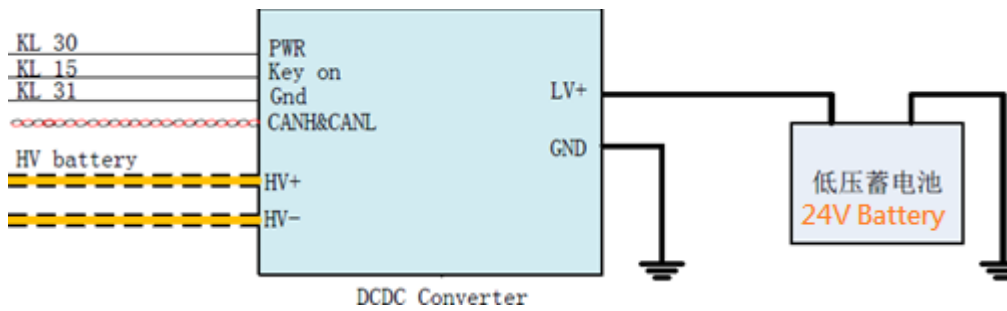 KL 30
KL 15
KL 31
HV battery
PWR
Key on
Gnd
CANH&CANL
HV+
HV-
LV+
GND
DCDC Converter
低压蓄电池
24V Battery